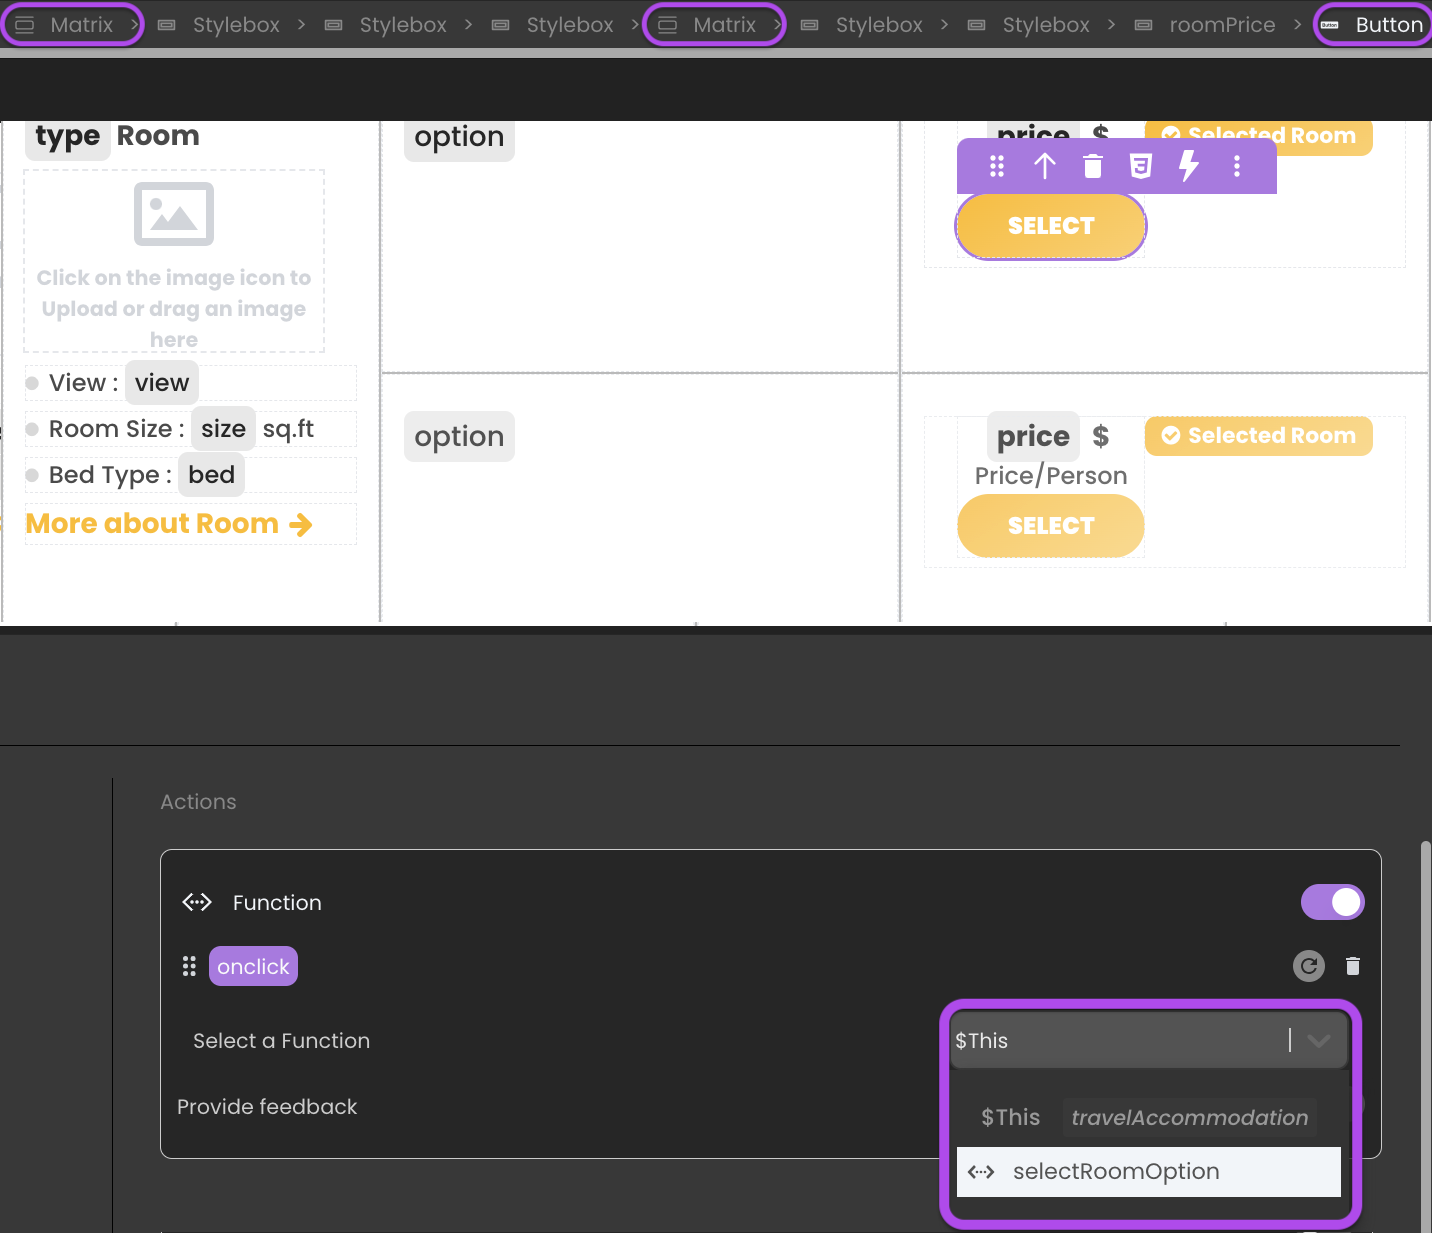 Matrix > Stylebox > Stylebox > Stylebox > Matrix > Stylebox > Stylebox > roomPrice > Button
type Room
option
price $
Selected Room
SELECT
Click on the image icon to
Upload or drag an image
here
View : view
Room Size : size sq.ft
Bed Type : bed
More about Room
option
price $
Selected Room
Price/Person
SELECT
Actions
Function
onclick
Select a Function
$This
Provide feedback
$This travelAccommodation
selectRoomOption